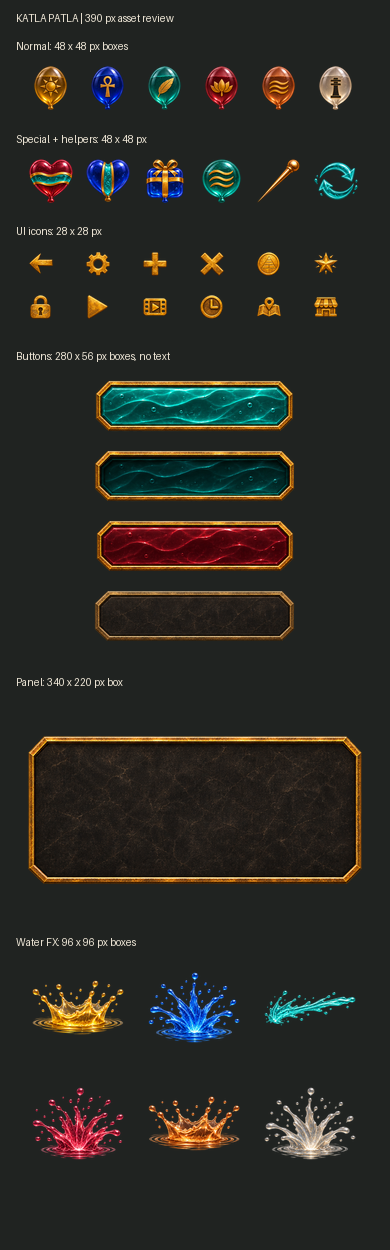 KATLA PATLA | 390 px asset review
Normal: 48 x 48 px boxes
Special + helpers: 48 x 48 px
UI icons: 28 x 28 px
Buttons: 280 x 56 px boxes, no text
Panel: 340 x 220 px box
Water FX: 96 x 96 px boxes